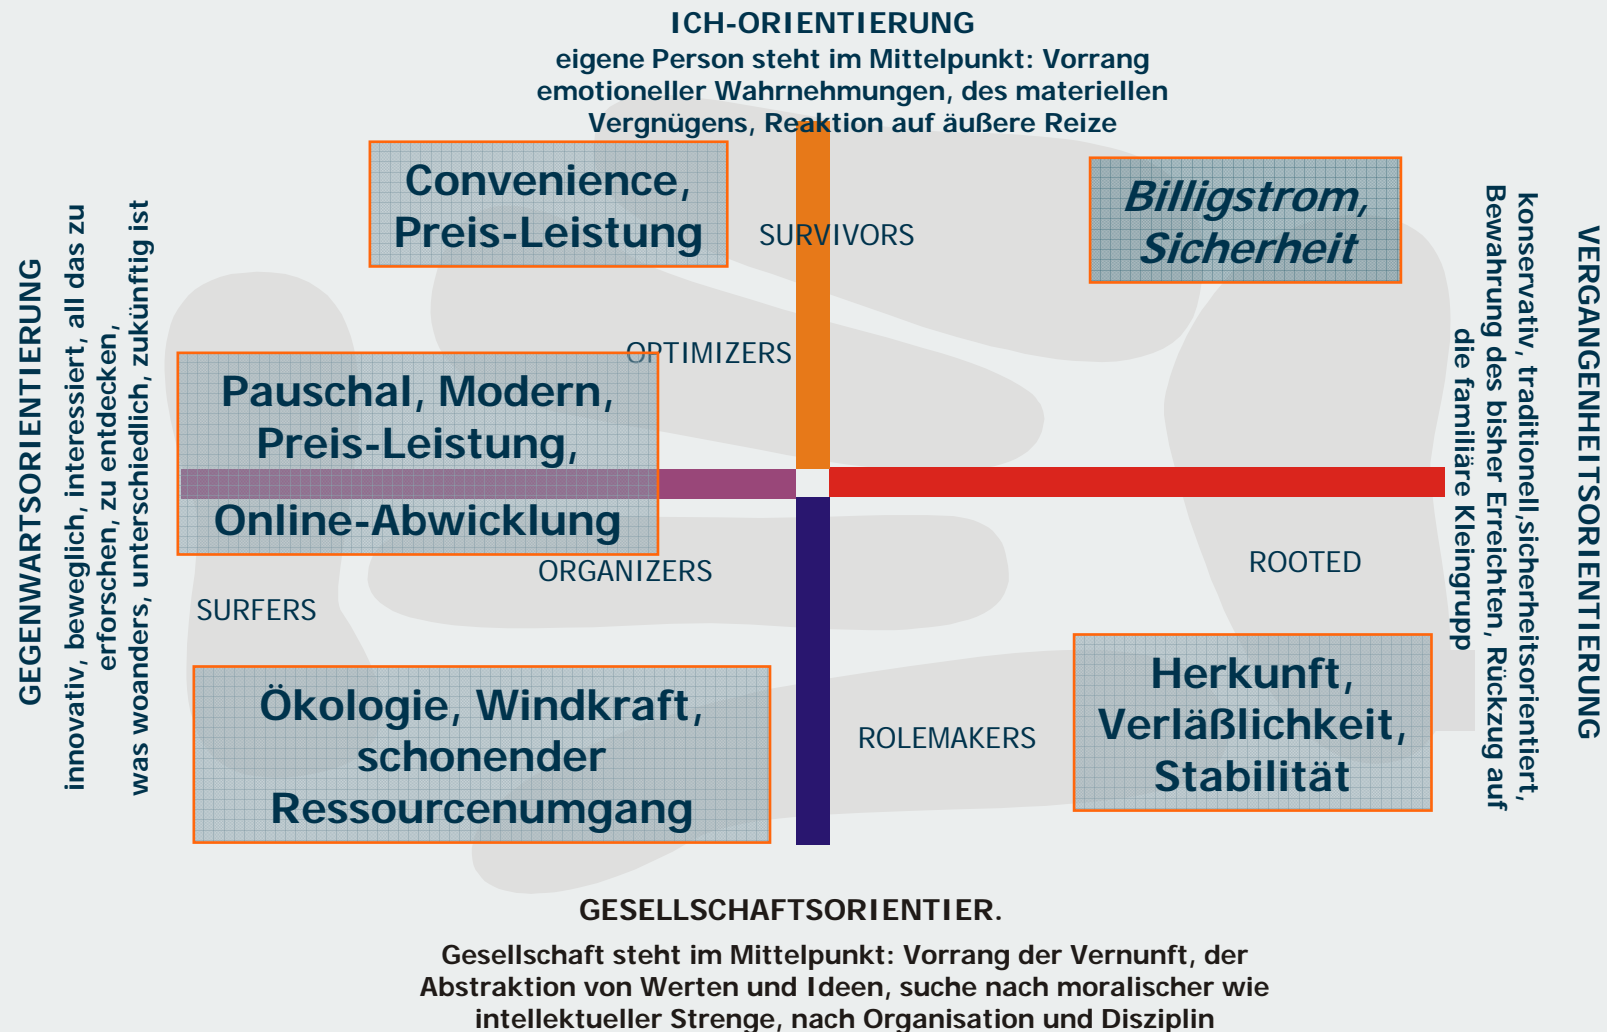 ICH-ORIENTIERUNG
eigene Person steht im Mittelpunkt: Vorrang
emotioneller Wahrnehmungen, des materiellen
Vergnügens, Reaktion auf äußere Reize
Convenience,
Preis-Leistung
SURVIVORS
Billigstrom,
Sicherheit
GEGENWARTSORIENTIERUNG
innovativ, beweglich, interessiert, all das zu
erforschen, zu entdecken,
was woanders, unterschiedlich, zukünftig ist
OPTIMIZERS
Pauschal, Modern,
Preis-Leistung,
Online-Abwicklung
VERGANGENHEITSORIENTIERUNG
konservativ, traditionell,sicherheitsorientiert,
Bewahrung des bisher Erreichten, Rückzug auf
die familiäre Kleingrupp
ORGANIZERS
ROOTED
SURFERS
Ökologie, Windkraft,
schonender
Ressourcenumgang
ROLEMAKERS
Herkunft,
Verläßlichkeit,
Stabilität
GESELLSCHAFTSORIENTIER.
Gesellschaft steht im Mittelpunkt: Vorrang der Vernunft, der
Abstraktion von Werten und Ideen, suche nach moralischer wie
intellektueller Strenge, nach Organisation und Disziplin